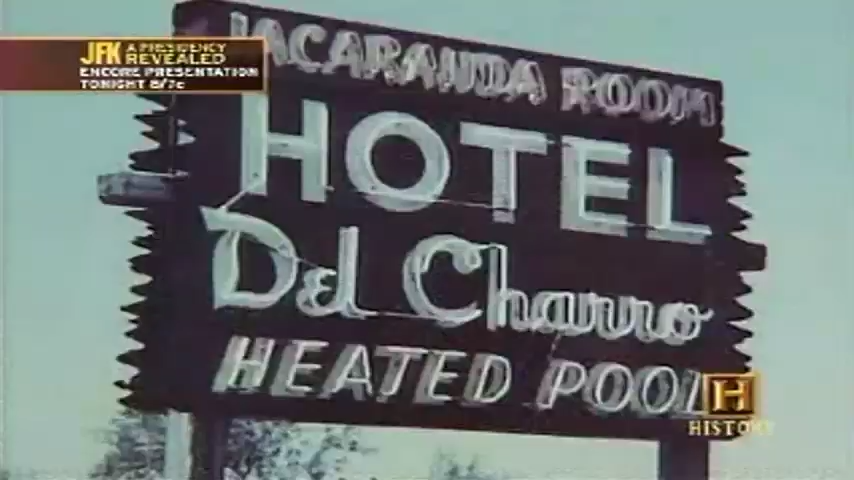 JFK A PRESIDENCY REVEALED
ENCORE PRESENTATION
TONIGHT 8/7c
JACARANDA ROOM
HOTEL
Del Charro
HEATED POOL
H
HISTORY